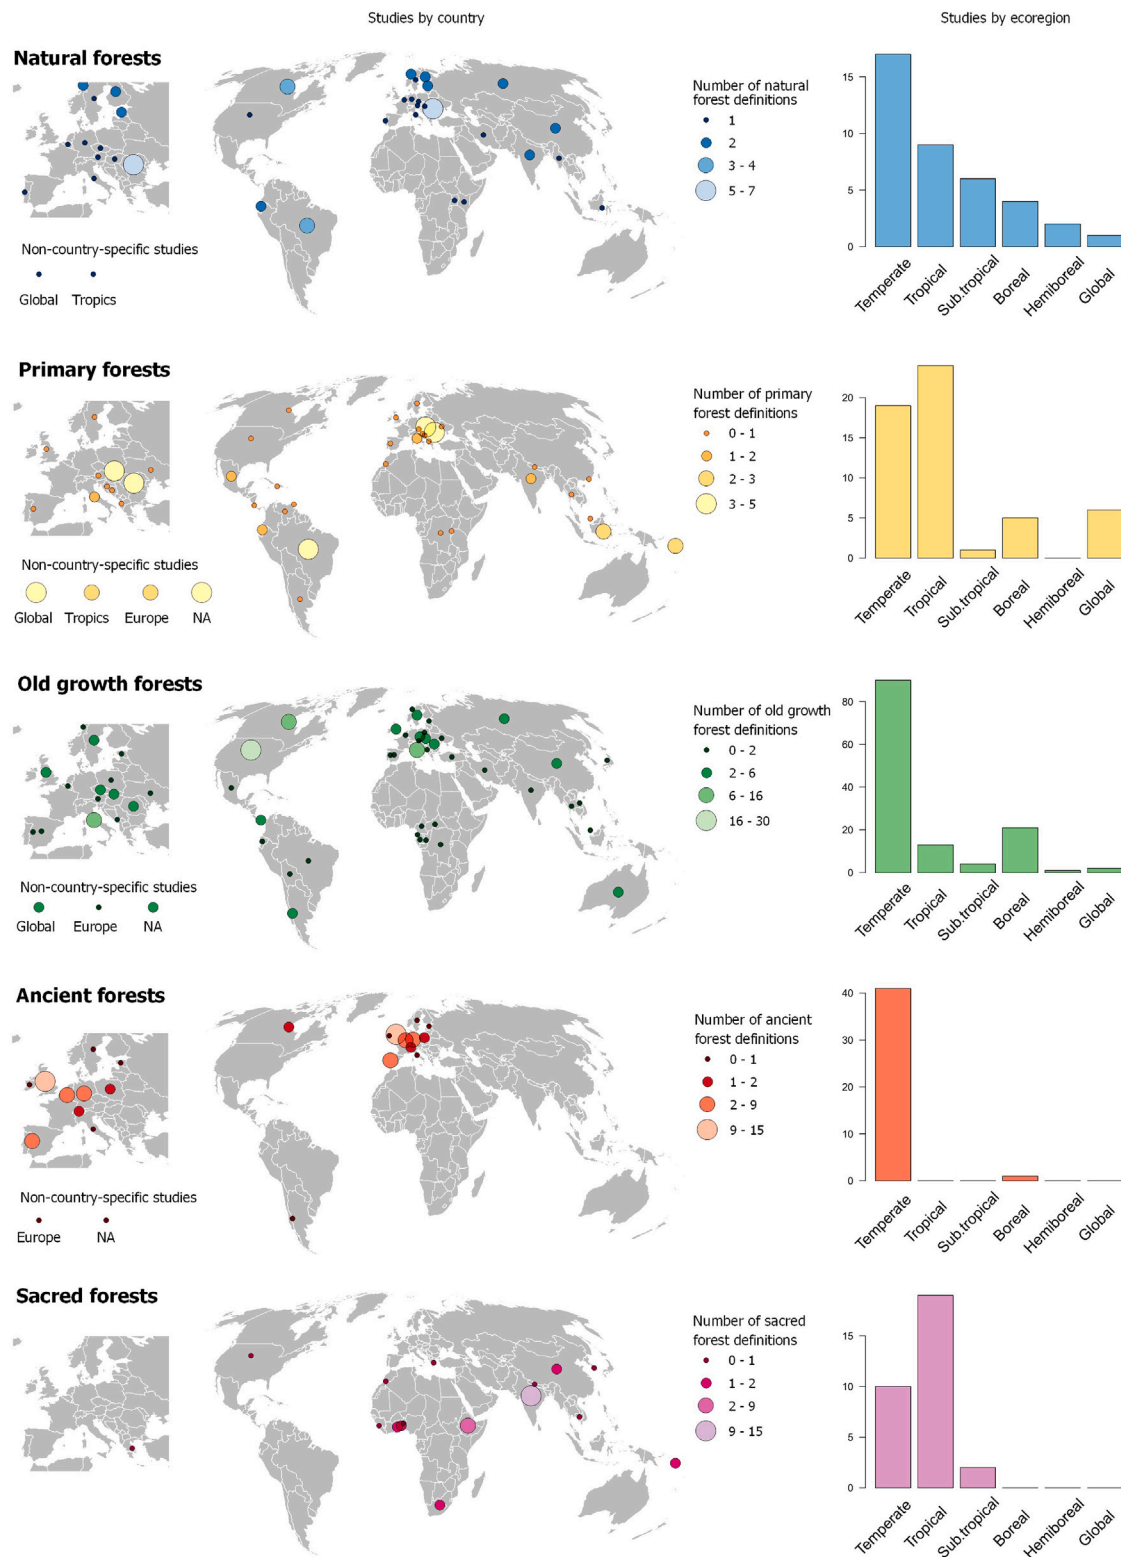 Studies by country
Studies by ecoregion
Natural forests
Number of natural
forest definitions
1
2
3 - 4
5 - 7
Non-country-specific studies
Global Tropics
15
10
5
0
Temperate
Tropical
Sub.tropical
Boreal
Hemiboreal
Global
Primary forests
Number of primary
forest definitions
0 - 1
1 - 2
2 - 3
3 - 5
Non-country-specific studies
Global Tropics Europe NA
20
15
10
5
0
Temperate
Tropical
Sub.tropical
Boreal
Hemiboreal
Global
Old growth forests
Number of old growth
forest definitions
0 - 2
2 - 6
6 - 16
16 - 30
Non-country-specific studies
Global Europe NA
80
60
40
20
0
Temperate
Tropical
Sub.tropical
Boreal
Hemiboreal
Global
Ancient forests
Number of ancient
forest definitions
0 - 1
1 - 2
2 - 9
9 - 15
Non-country-specific studies
Europe NA
40
30
20
10
0
Temperate
Tropical
Sub.tropical
Boreal
Hemiboreal
Global
Sacred forests
Number of sacred
forest definitions
0 - 1
1 - 2
2 - 9
9 - 15
15
10
5
0
Temperate
Tropical
Sub.tropical
Boreal
Hemiboreal
Global